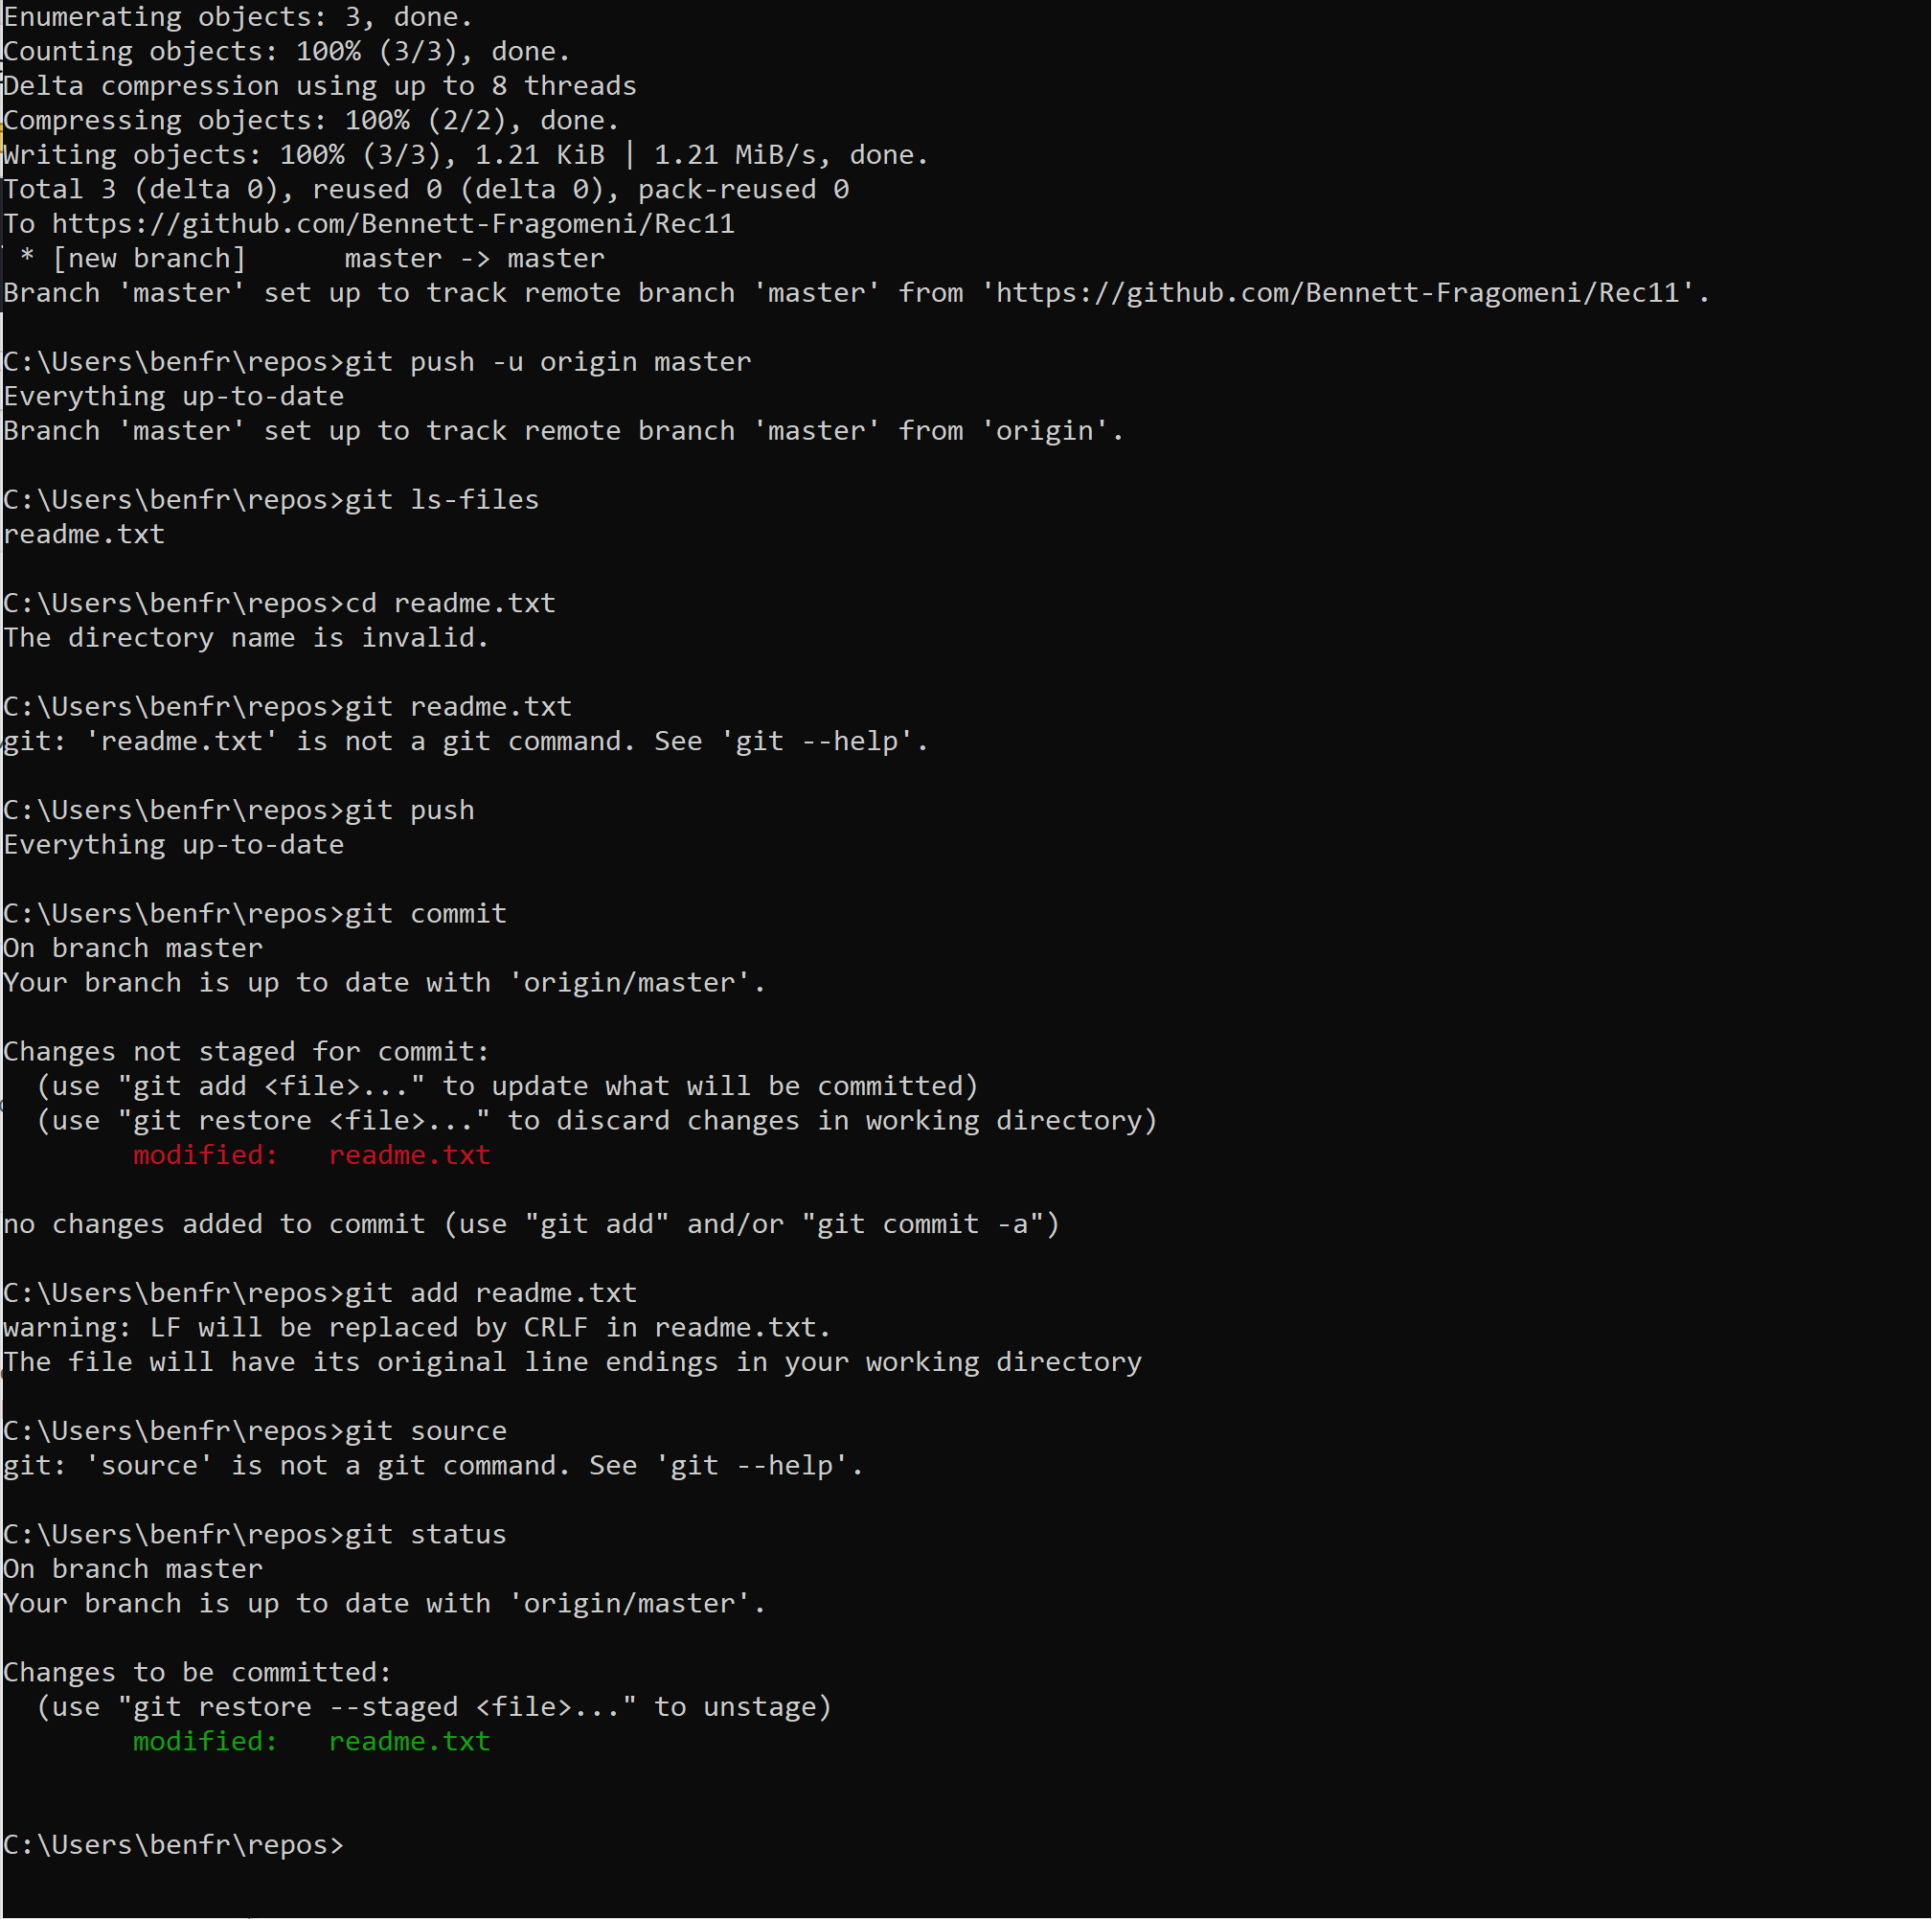 Enumerating objects: 3, done.
Counting objects: 100% (3/3), done.
Delta compression using up to 8 threads
Compressing objects: 100% (2/2), done.
Writing objects: 100% (3/3), 1.21 KiB | 1.21 MiB/s, done.
Total 3 (delta 0), reused 0 (delta 0), pack-reused 0
To https://github.com/Bennett-Fragomeni/Rec11
 * [new branch]      master -> master
Branch 'master' set up to track remote branch 'master' from 'https://github.com/Bennett-Fragomeni/Rec11'.

C:\Users\benfr\repos>git push -u origin master
Everything up-to-date
Branch 'master' set up to track remote branch 'master' from 'origin'.

C:\Users\benfr\repos>git ls-files
readme.txt

C:\Users\benfr\repos>cd readme.txt
The directory name is invalid.

C:\Users\benfr\repos>git readme.txt
git: 'readme.txt' is not a git command. See 'git --help'.

C:\Users\benfr\repos>git push
Everything up-to-date

C:\Users\benfr\repos>git commit
On branch master
Your branch is up to date with 'origin/master'.

Changes not staged for commit:
  (use "git add <file>..." to update what will be committed)
  (use "git restore <file>..." to discard changes in working directory)
        modified:   readme.txt

no changes added to commit (use "git add" and/or "git commit -a")

C:\Users\benfr\repos>git add readme.txt
warning: LF will be replaced by CRLF in readme.txt.
The file will have its original line endings in your working directory

C:\Users\benfr\repos>git source
git: 'source' is not a git command. See 'git --help'.

C:\Users\benfr\repos>git status
On branch master
Your branch is up to date with 'origin/master'.

Changes to be committed:
  (use "git restore --staged <file>..." to unstage)
        modified:   readme.txt


C:\Users\benfr\repos>